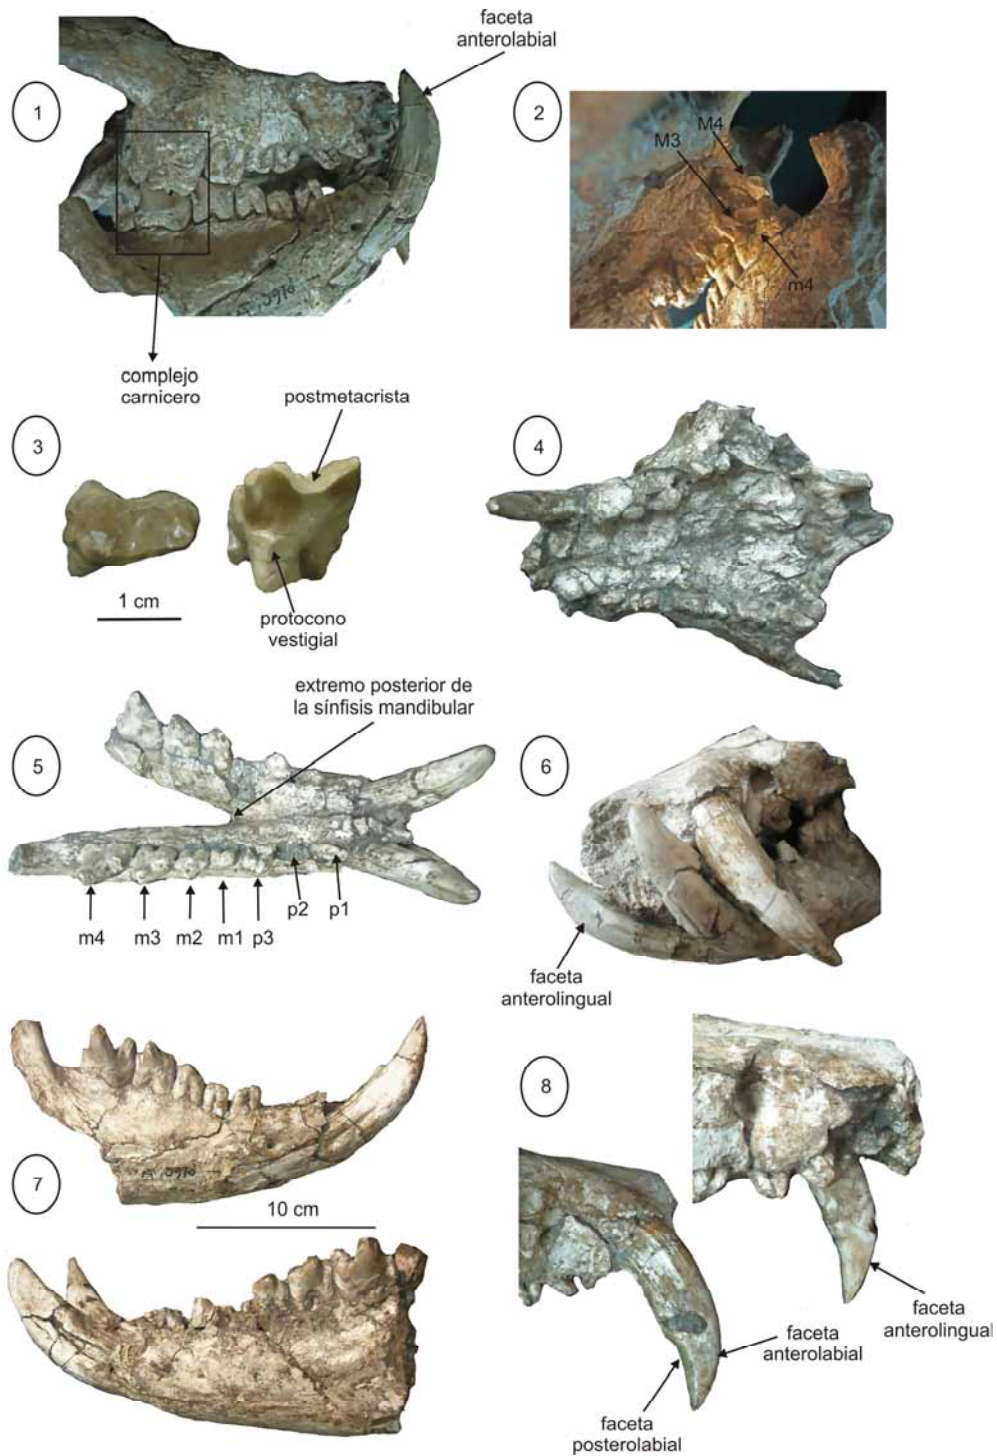 faceta
anterolabial
1
2
M3
M4
m4
complejo
carnicero
postmetacrista
3
4
1 cm
protocono
vestigial
extremo posterior de
la sínfisis mandibular
5
6
m4
m3
m2
m1
p3
p2
p1
faceta
anterolingual
8
7
10 cm
faceta
anterolingual
faceta
anterolabial
faceta
posterolabial